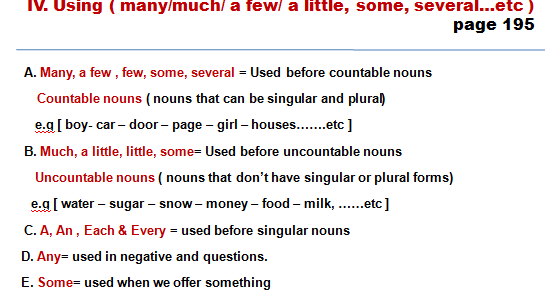 IV. Using ( many/much/ a few/ a little, some, several...etc )
page 195
A. Many, a few , few, some, several = Used before countable nouns
Countable nouns ( nouns that can be singular and plural)
e.g [ boy- car – door – page – girl – houses…….etc ]
B. Much, a little, little, some= Used before uncountable nouns
Uncountable nouns ( nouns that don’t have singular or plural forms)
e.g [ water – sugar – snow – money – food – milk, ……etc ]
C. A, An , Each & Every = used before singular nouns
D. Any= used in negative and questions.
E. Some= used when we offer something